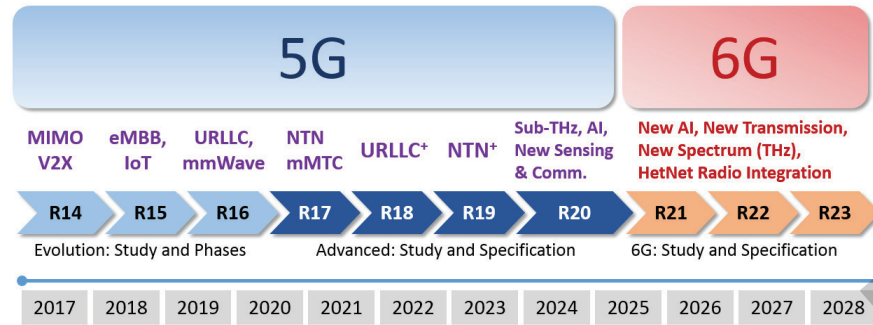 5G
6G
MIMO
V2X
eMBB,
IoT
URLLC,
mmWave
NTN
mMTC
URLLC⁺
NTN⁺
Sub-THz, AI,
New Sensing
& Comm.
New AI, New Transmission,
New Spectrum (THz),
HetNet Radio Integration
R14
R15
R16
R17
R18
R19
R20
R21
R22
R23
Evolution: Study and Phases
Advanced: Study and Specification
6G: Study and Specification
2017
2018
2019
2020
2021
2022
2023
2024
2025
2026
2027
2028